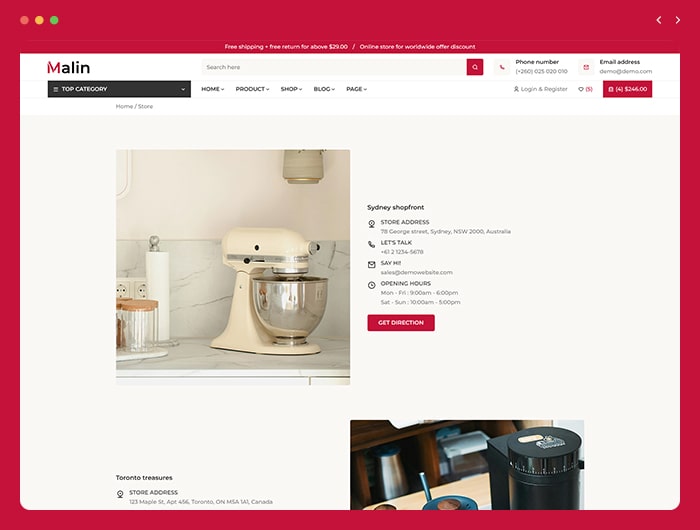 Free shipping + free return for above $29.00 / Online store for worldwide offer discount
Malin
Search here
Phone number
(+260) 025 020 010
Email address
demo@demo.com
TOP CATEGORY
HOME PRODUCT SHOP BLOG PAGE
Login & Register
(5)
(4) $246.00
Home / Store
Sydney shopfront
STORE ADDRESS
78 George street, Sydney, NSW 2000, Australia
LET'S TALK
+61 2 1234-5678
SAY HI!
sales@demowebsite.com
OPENING HOURS
Mon - Fri : 9:00am - 6:00pm
Sat - Sun : 10:00am - 5:00pm
GET DIRECTION
Toronto treasures
STORE ADDRESS
123 Maple St, Apt 456, Toronto, ON M5A 1A1, Canada